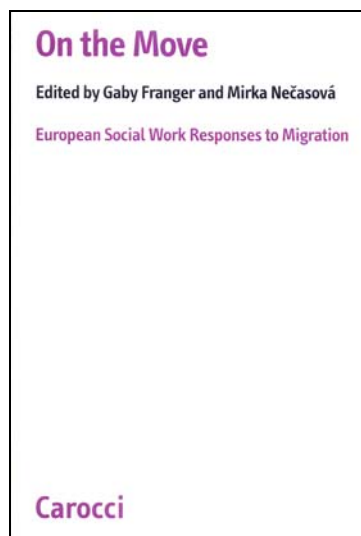 On the Move
Edited by Gaby Franger and Mirka Nečasová
European Social Work Responses to Migration
Carocci